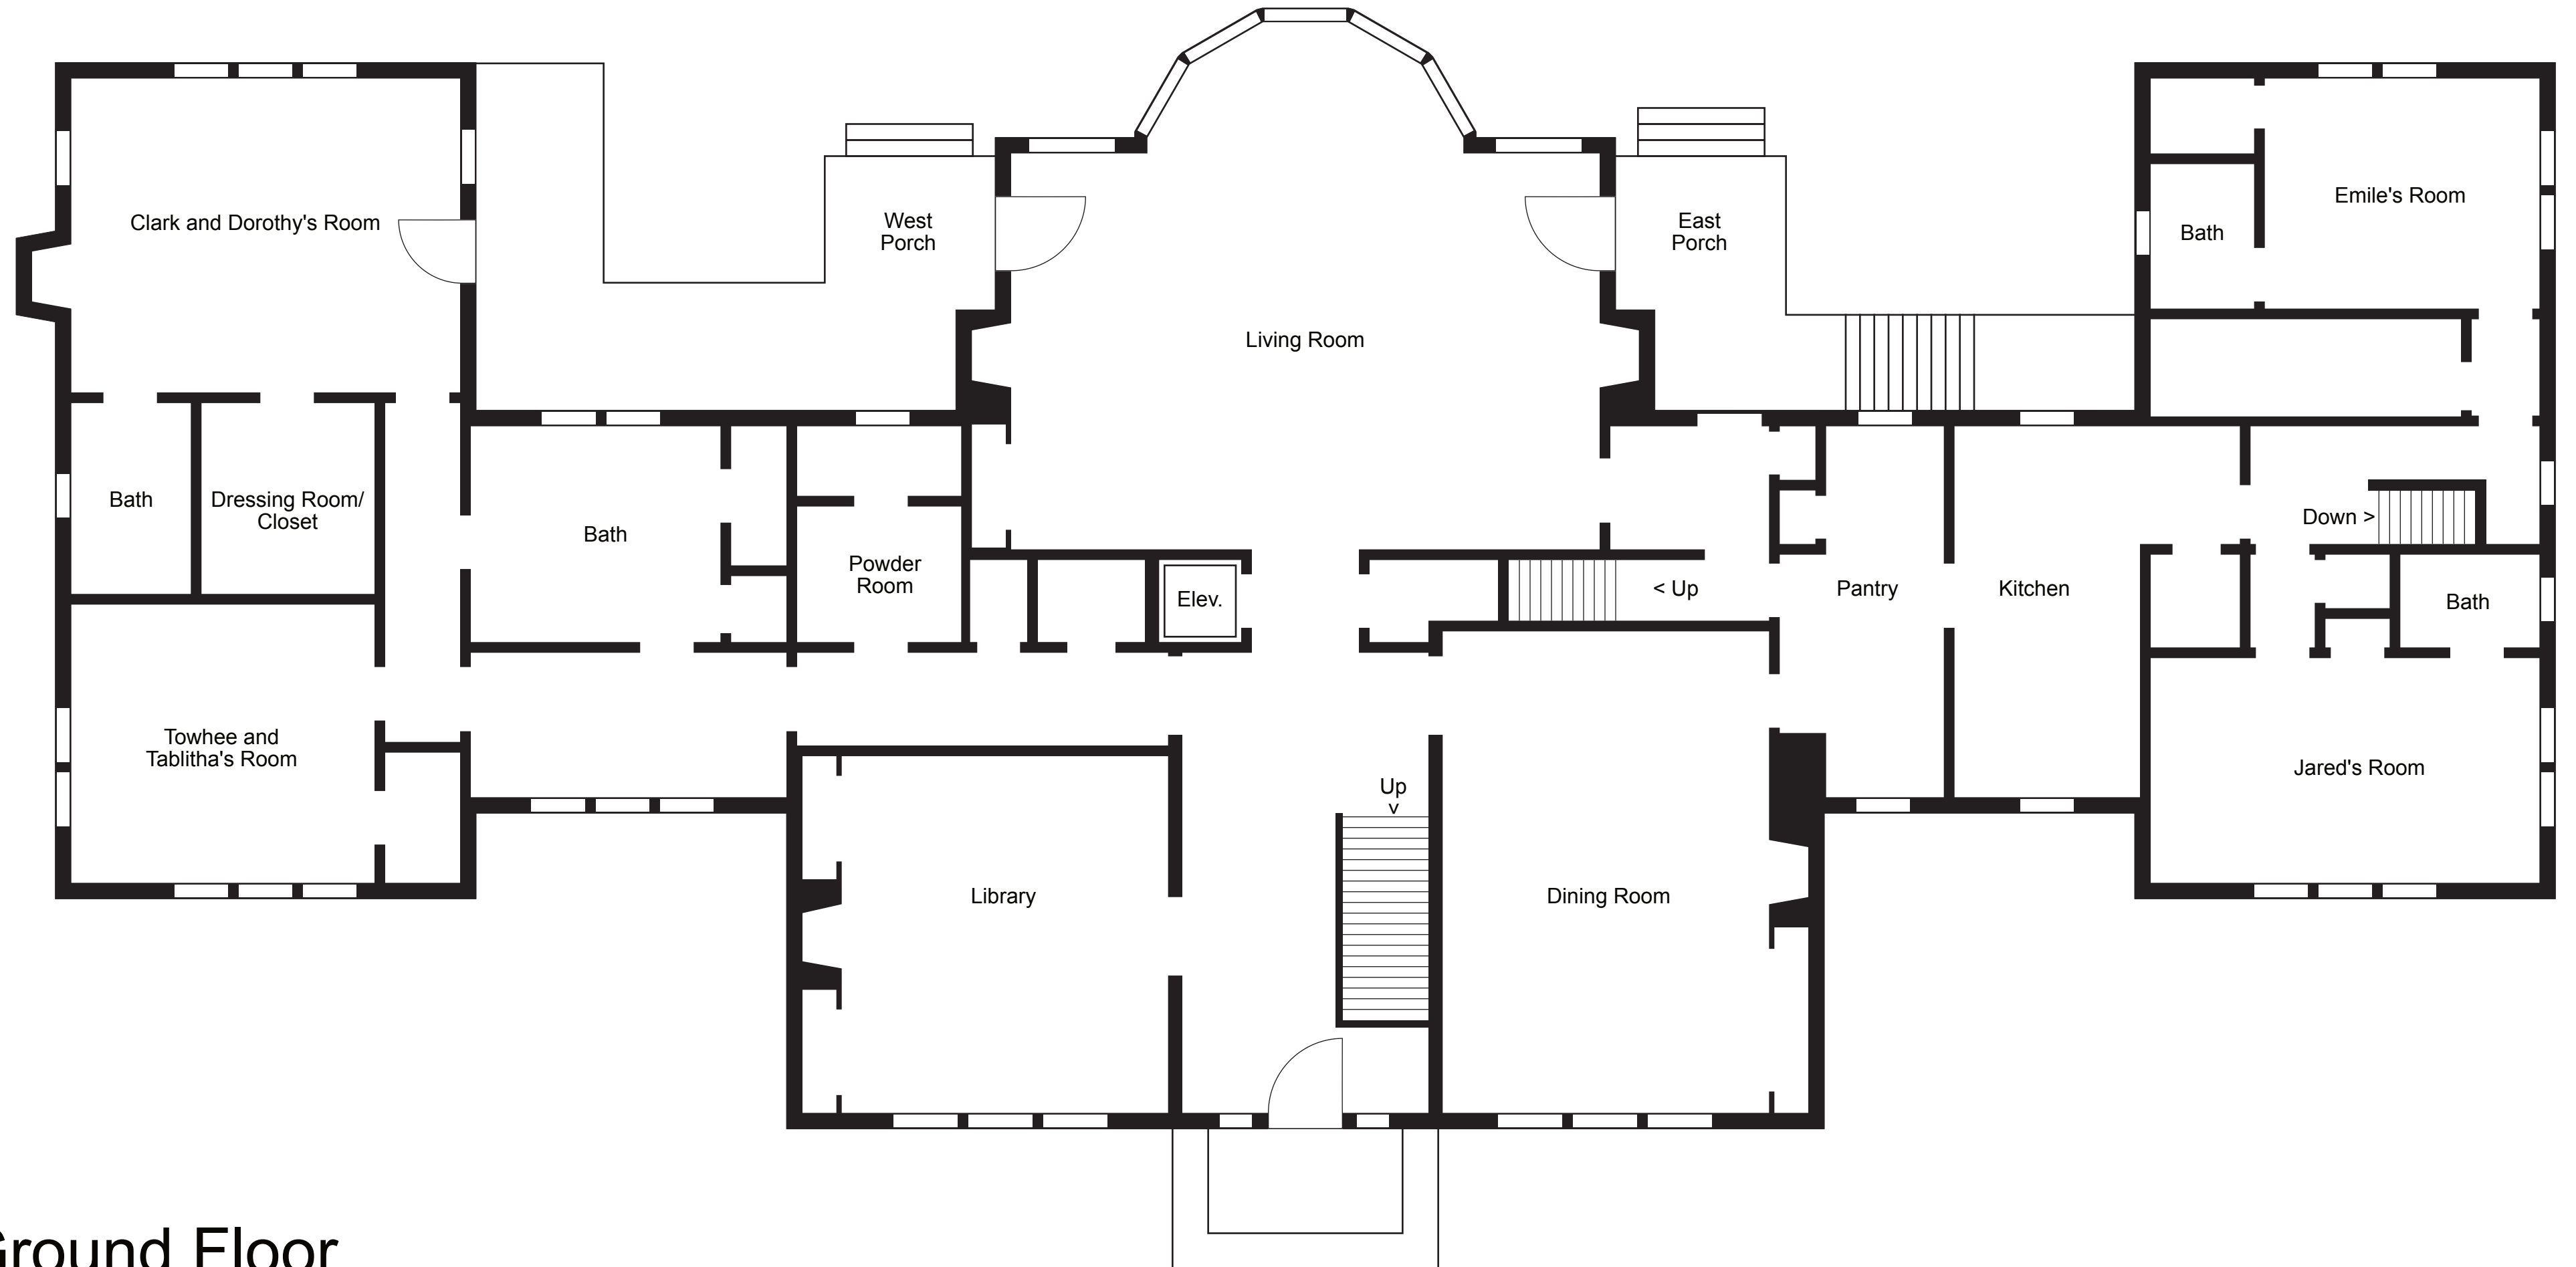 Clark and Dorothy's Room
West
Porch
East
Porch
Emile's Room
Bath
Living Room
Bath
Dressing Room/
Closet
Bath
Powder
Room
Elev.
< Up
Pantry
Kitchen
Down >
Bath
Towhee and
Tablitha's Room
Up
v
Jared's Room
Library
Dining Room
Ground Floor